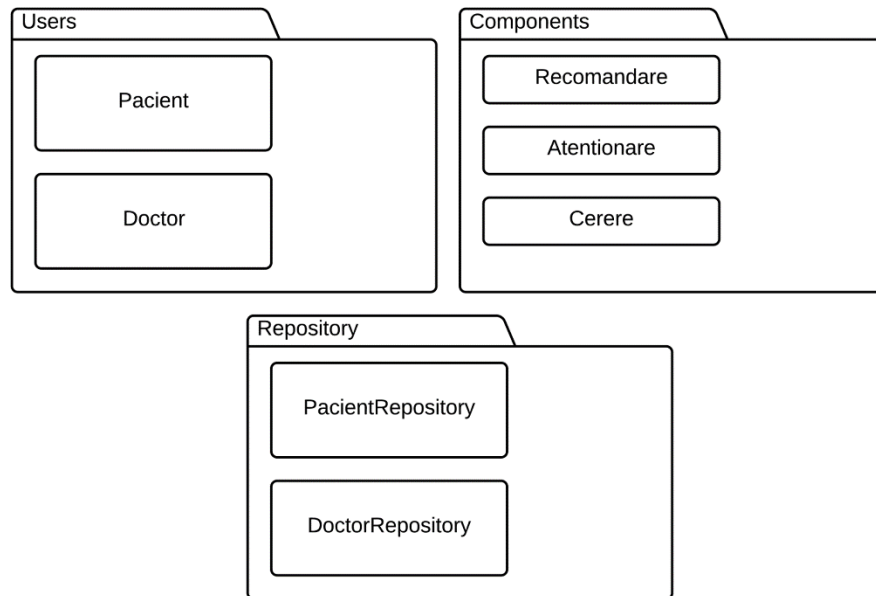 Users
Pacient
Doctor
Components
Recomandare
Atentionare
Cerere
Repository
PacientRepository
DoctorRepository